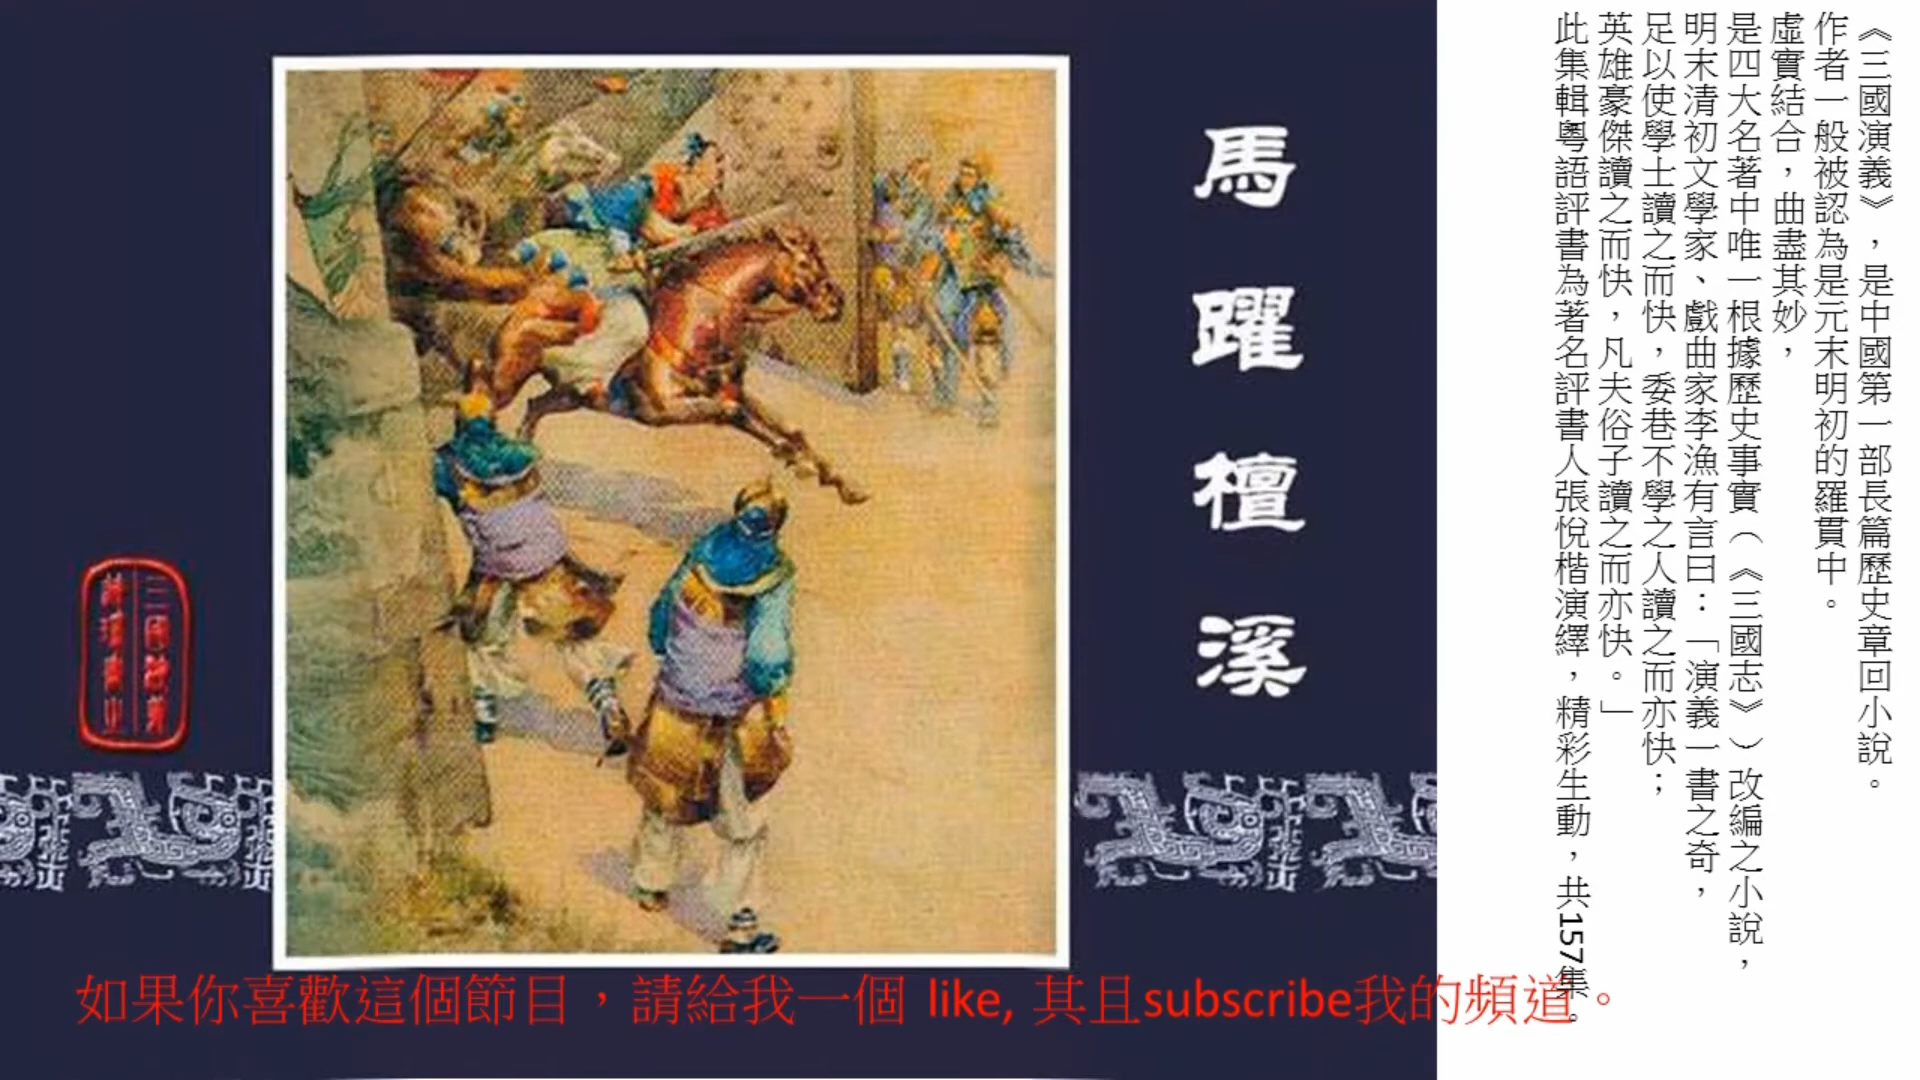 《三國演義》，是中國第一部長篇歷史章回小說。
作者一般被認為是元末明初的羅貫中。
虛實結合，曲盡其妙，
是四大名著中唯一根據歷史事實（《三國志》）改編之小說，
明末清初文學家、戲曲家李漁有言曰：「演義一書之奇，
足以使學士讀之而快，委巷不學之人讀之而亦快；
英雄豪傑讀之而快，凡夫俗子讀之而亦快。」
此集輯粵語評書為著名評書人張悅楷演繹，精彩生動，共157集。
馬躍檀溪
如果你喜歡這個節目，請給我一個 like, 其且subscribe我的頻道。